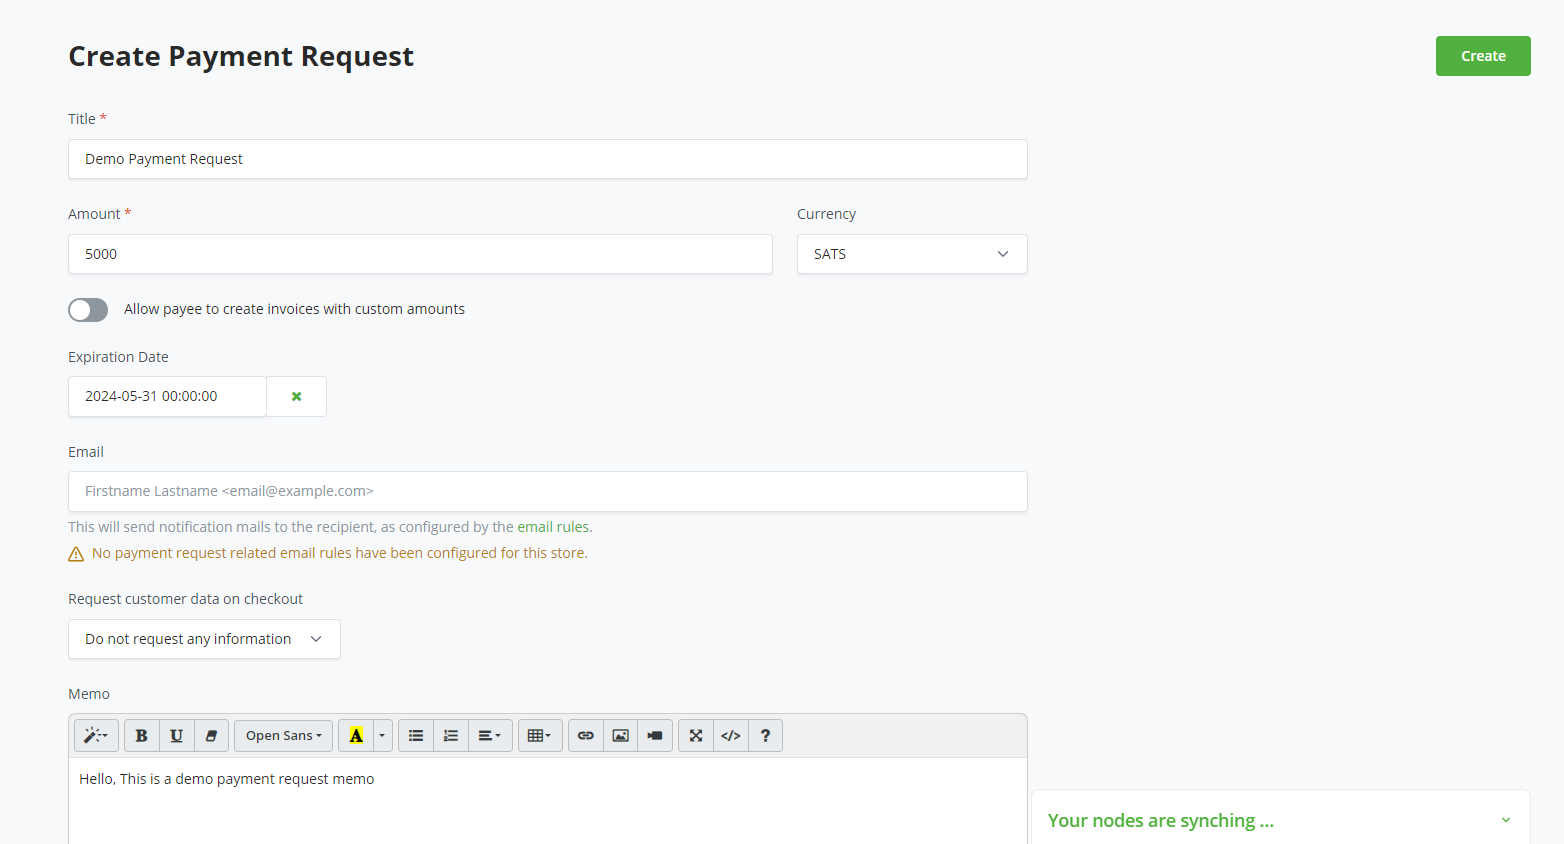 Create Payment Request
Create
Title *
Demo Payment Request
Amount *
Currency
5000
SATS
Allow payee to create invoices with custom amounts
Expiration Date
2024-05-31 00:00:00
Email
Firstname Lastname <email@example.com>
This will send notification mails to the recipient, as configured by the email rules.
No payment request related email rules have been configured for this store.
Request customer data on checkout
Do not request any information
Memo
B U Open Sans A </> ?
Hello, This is a demo payment request memo
Your nodes are synching ...